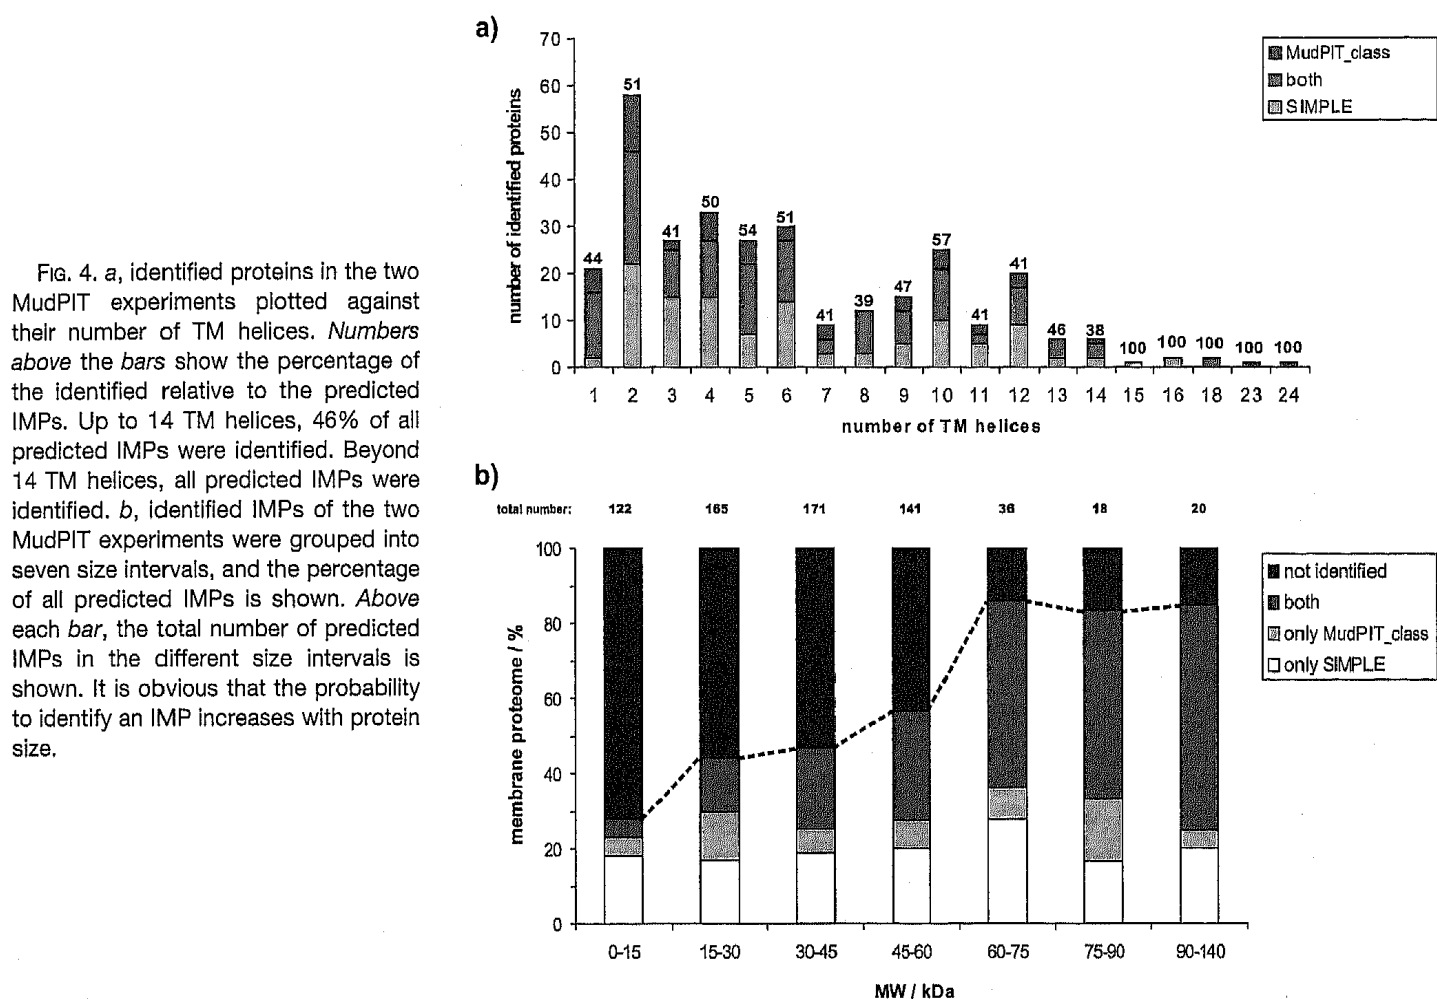 FIG. 4. a, identified proteins in the two
MudPIT experiments plotted against
their number of TM helices. Numbers
above the bars show the percentage of
the identified relative to the predicted
IMPs. Up to 14 TM helices, 46% of all
predicted IMPs were identified. Beyond
14 TM helices, all predicted IMPs were
identified. b, identified IMPs of the two
MudPIT experiments were grouped into
seven size intervals, and the percentage
of all predicted IMPs is shown. Above
each bar, the total number of predicted
IMPs in the different size intervals is
shown. It is obvious that the probability
to identify an IMP increases with protein
size.
a)
number of identified proteins
70
60
50
40
30
20
10
0
44 51 41 50 54 51 41 39 47 57 41 41 46 38 100 100 100 100 100
1 2 3 4 5 6 7 8 9 10 11 12 13 14 15 16 18 23 24
number of TM helices
MudPIT_class
both
SIMPLE
b)
total number: 122 165 171 141 36 18 20
membrane proteome / %
100
80
60
40
20
0
0-15 15-30 30-45 45-60 60-75 75-90 90-140
MW / kDa
not identified
both
only MudPIT_class
only SIMPLE